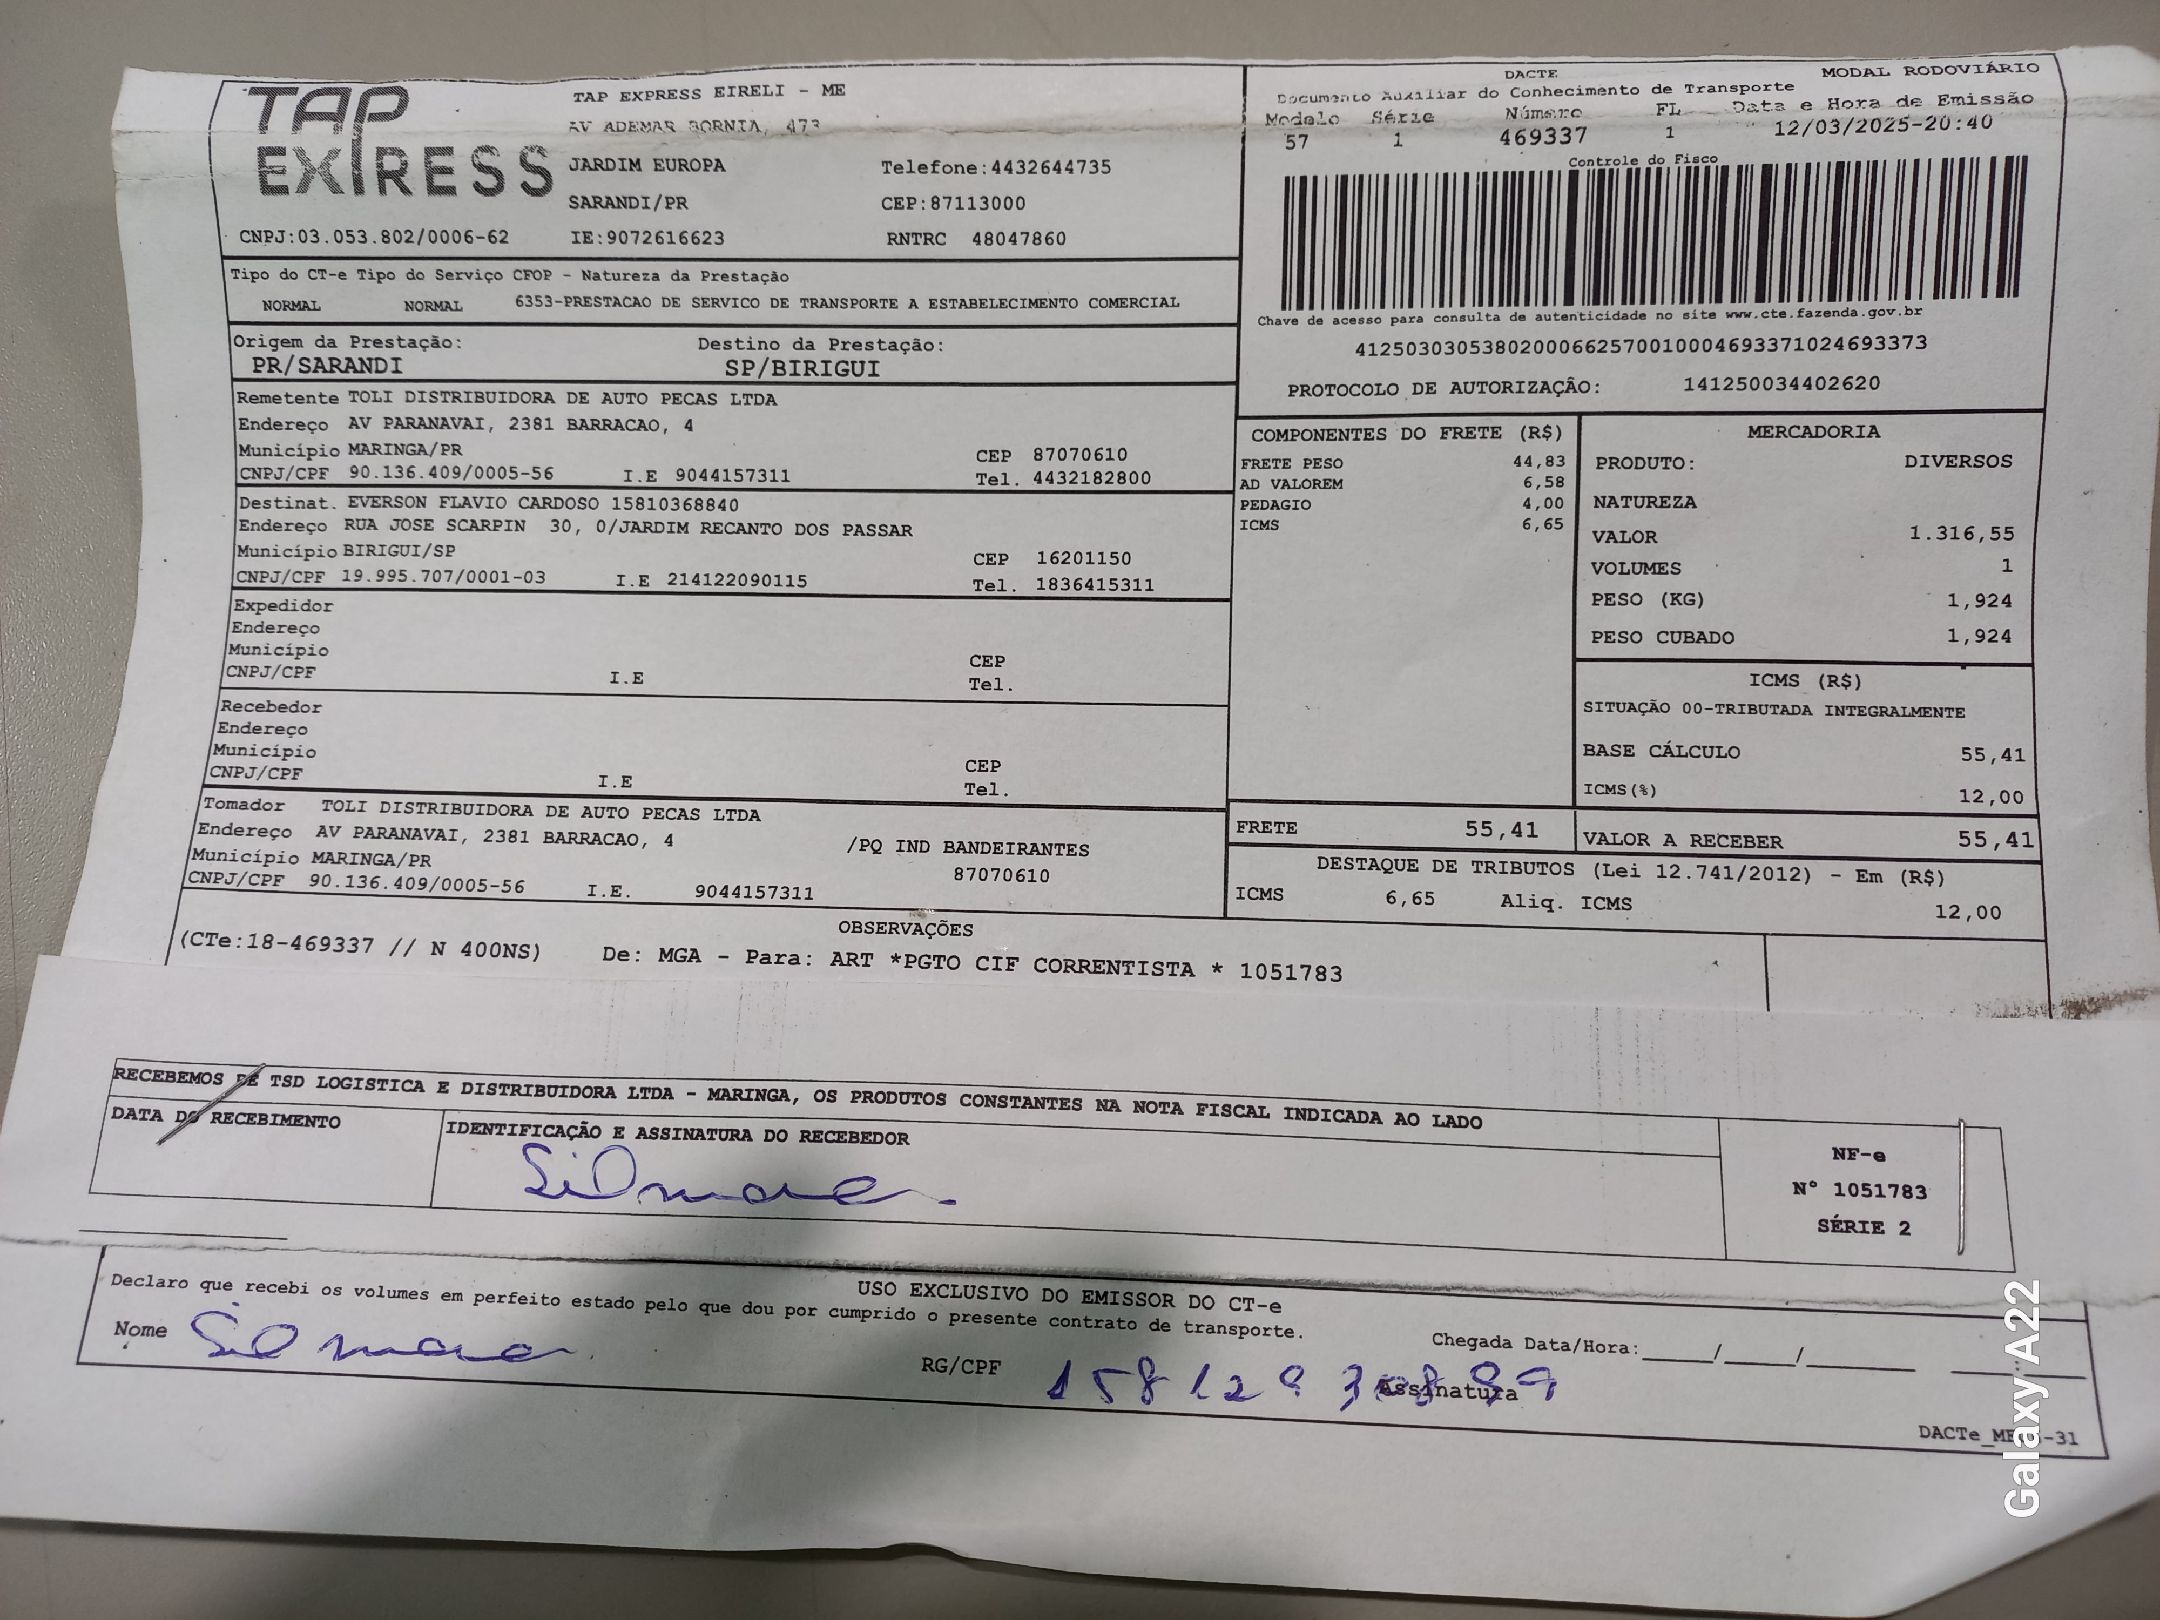 TAP EXPRESS
TAP EXPRESS EIRELI - ME
AV ADEMAR BORNIA, 473
JARDIM EUROPA Telefone:4432644735
SARANDI/PR CEP:87113000
CNPJ:03.053.802/0006-62 IE:9072616623 RNTRC 48047860
DACTE MODAL RODOVIÁRIO
Documento Auxiliar do Conhecimento de Transporte
Modelo Série Número FL Data e Hora de Emissão
57 1 469337 1 12/03/2025-20:40
Controle do Fisco
Chave de acesso para consulta de autenticidade no site www.cte.fazenda.gov.br
41250303053802000662570010004693371024693373
PROTOCOLO DE AUTORIZAÇÃO: 141250034402620
Tipo do CT-e Tipo do Serviço CFOP - Natureza da Prestação
NORMAL NORMAL 6353-PRESTACAO DE SERVICO DE TRANSPORTE A ESTABELECIMENTO COMERCIAL
Origem da Prestação: Destino da Prestação:
PR/SARANDI SP/BIRIGUI
Remetente TOLI DISTRIBUIDORA DE AUTO PECAS LTDA
Endereço AV PARANAVAI, 2381 BARRACAO, 4
Município MARINGA/PR CEP 87070610
CNPJ/CPF 90.136.409/0005-56 I.E 9044157311 Tel. 4432182800
Destinat. EVERSON FLAVIO CARDOSO 15810368840
Endereço RUA JOSE SCARPIN 30, 0/JARDIM RECANTO DOS PASSAR
Município BIRIGUI/SP CEP 16201150
CNPJ/CPF 19.995.707/0001-03 I.E 214122090115 Tel. 1836415311
Expedidor
Endereço
Município CEP
CNPJ/CPF I.E Tel.
Recebedor
Endereço
Município CEP
CNPJ/CPF I.E Tel.
Tomador TOLI DISTRIBUIDORA DE AUTO PECAS LTDA
Endereço AV PARANAVAI, 2381 BARRACAO, 4 /PQ IND BANDEIRANTES
Município MARINGA/PR 87070610
CNPJ/CPF 90.136.409/0005-56 I.E. 9044157311
COMPONENTES DO FRETE (R$)
FRETE PESO 44,83
AD VALOREM 6,58
PEDAGIO 4,00
ICMS 6,65
MERCADORIA
PRODUTO: DIVERSOS
NATUREZA
VALOR 1.316,55
VOLUMES 1
PESO (KG) 1,924
PESO CUBADO 1,924
ICMS (R$)
SITUAÇÃO 00-TRIBUTADA INTEGRALMENTE
BASE CÁLCULO 55,41
ICMS(%) 12,00
FRETE 55,41 VALOR A RECEBER 55,41
DESTAQUE DE TRIBUTOS (Lei 12.741/2012) - Em (R$)
ICMS 6,65 Aliq. ICMS 12,00
OBSERVAÇÕES
(CTe:18-469337 // N 400NS) De: MGA - Para: ART *PGTO CIF CORRENTISTA * 1051783
RECEBEMOS DE TSD LOGISTICA E DISTRIBUIDORA LTDA - MARINGA, OS PRODUTOS CONSTANTES NA NOTA FISCAL INDICADA AO LADO
DATA DO RECEBIMENTO IDENTIFICAÇÃO E ASSINATURA DO RECEBEDOR
Silmara
NF-e
N° 1051783
SÉRIE 2
USO EXCLUSIVO DO EMISSOR DO CT-e
Declaro que recebi os volumes em perfeito estado pelo que dou por cumprido o presente contrato de transporte.
Nome Silmara RG/CPF Assinatura
Chegada Data/Hora:_____/_____/________
Galaxy A22